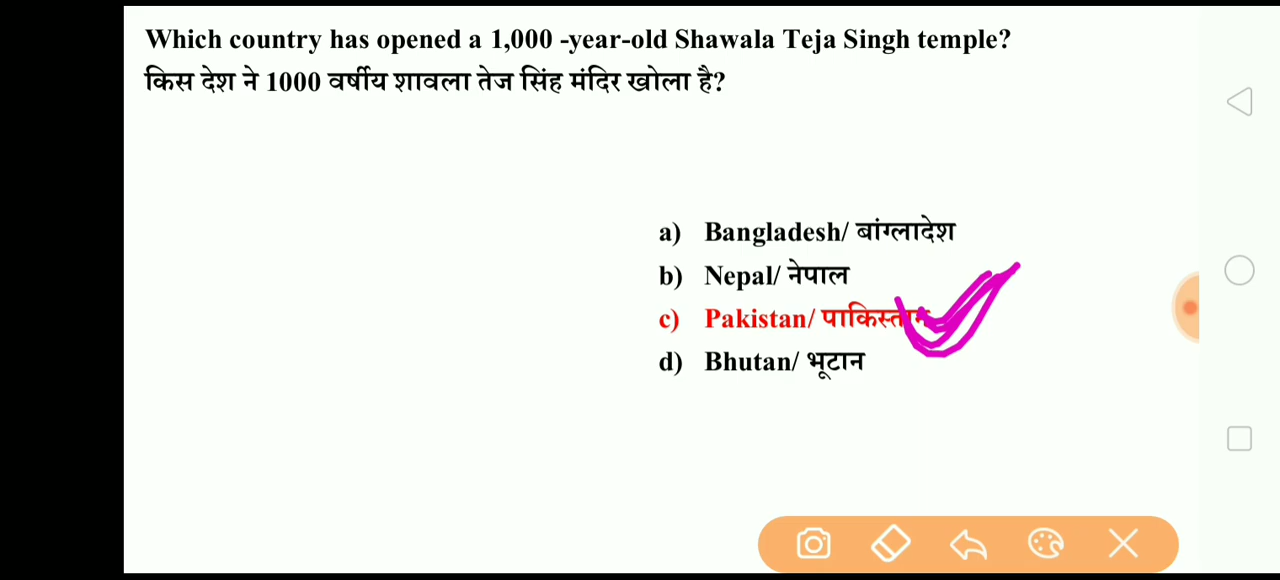 Which country has opened a 1,000 -year-old Shawala Teja Singh temple?
किस देश ने 1000 वर्षीय शावला तेज सिंह मंदिर खोला है?
a) Bangladesh/ बांग्लादेश
b) Nepal/ नेपाल
c) Pakistan/ पाकिस्तान
d) Bhutan/ भूटान